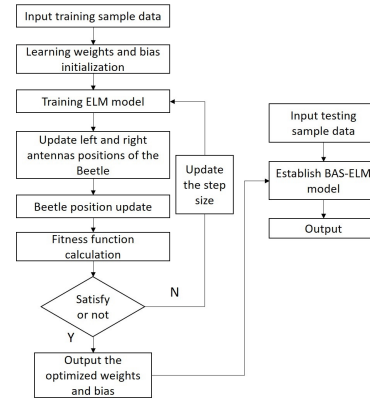 Input training sample data
Learning weights and bias
initialization
Training ELM model
Update left and right
antennas positions of the
Beetle
Beetle position update
Fitness function
calculation
Satisfy
or not
N
Y
Update
the step
size
Output the
optimized weights
and bias
Input testing
sample data
Establish BAS-ELM
model
Output